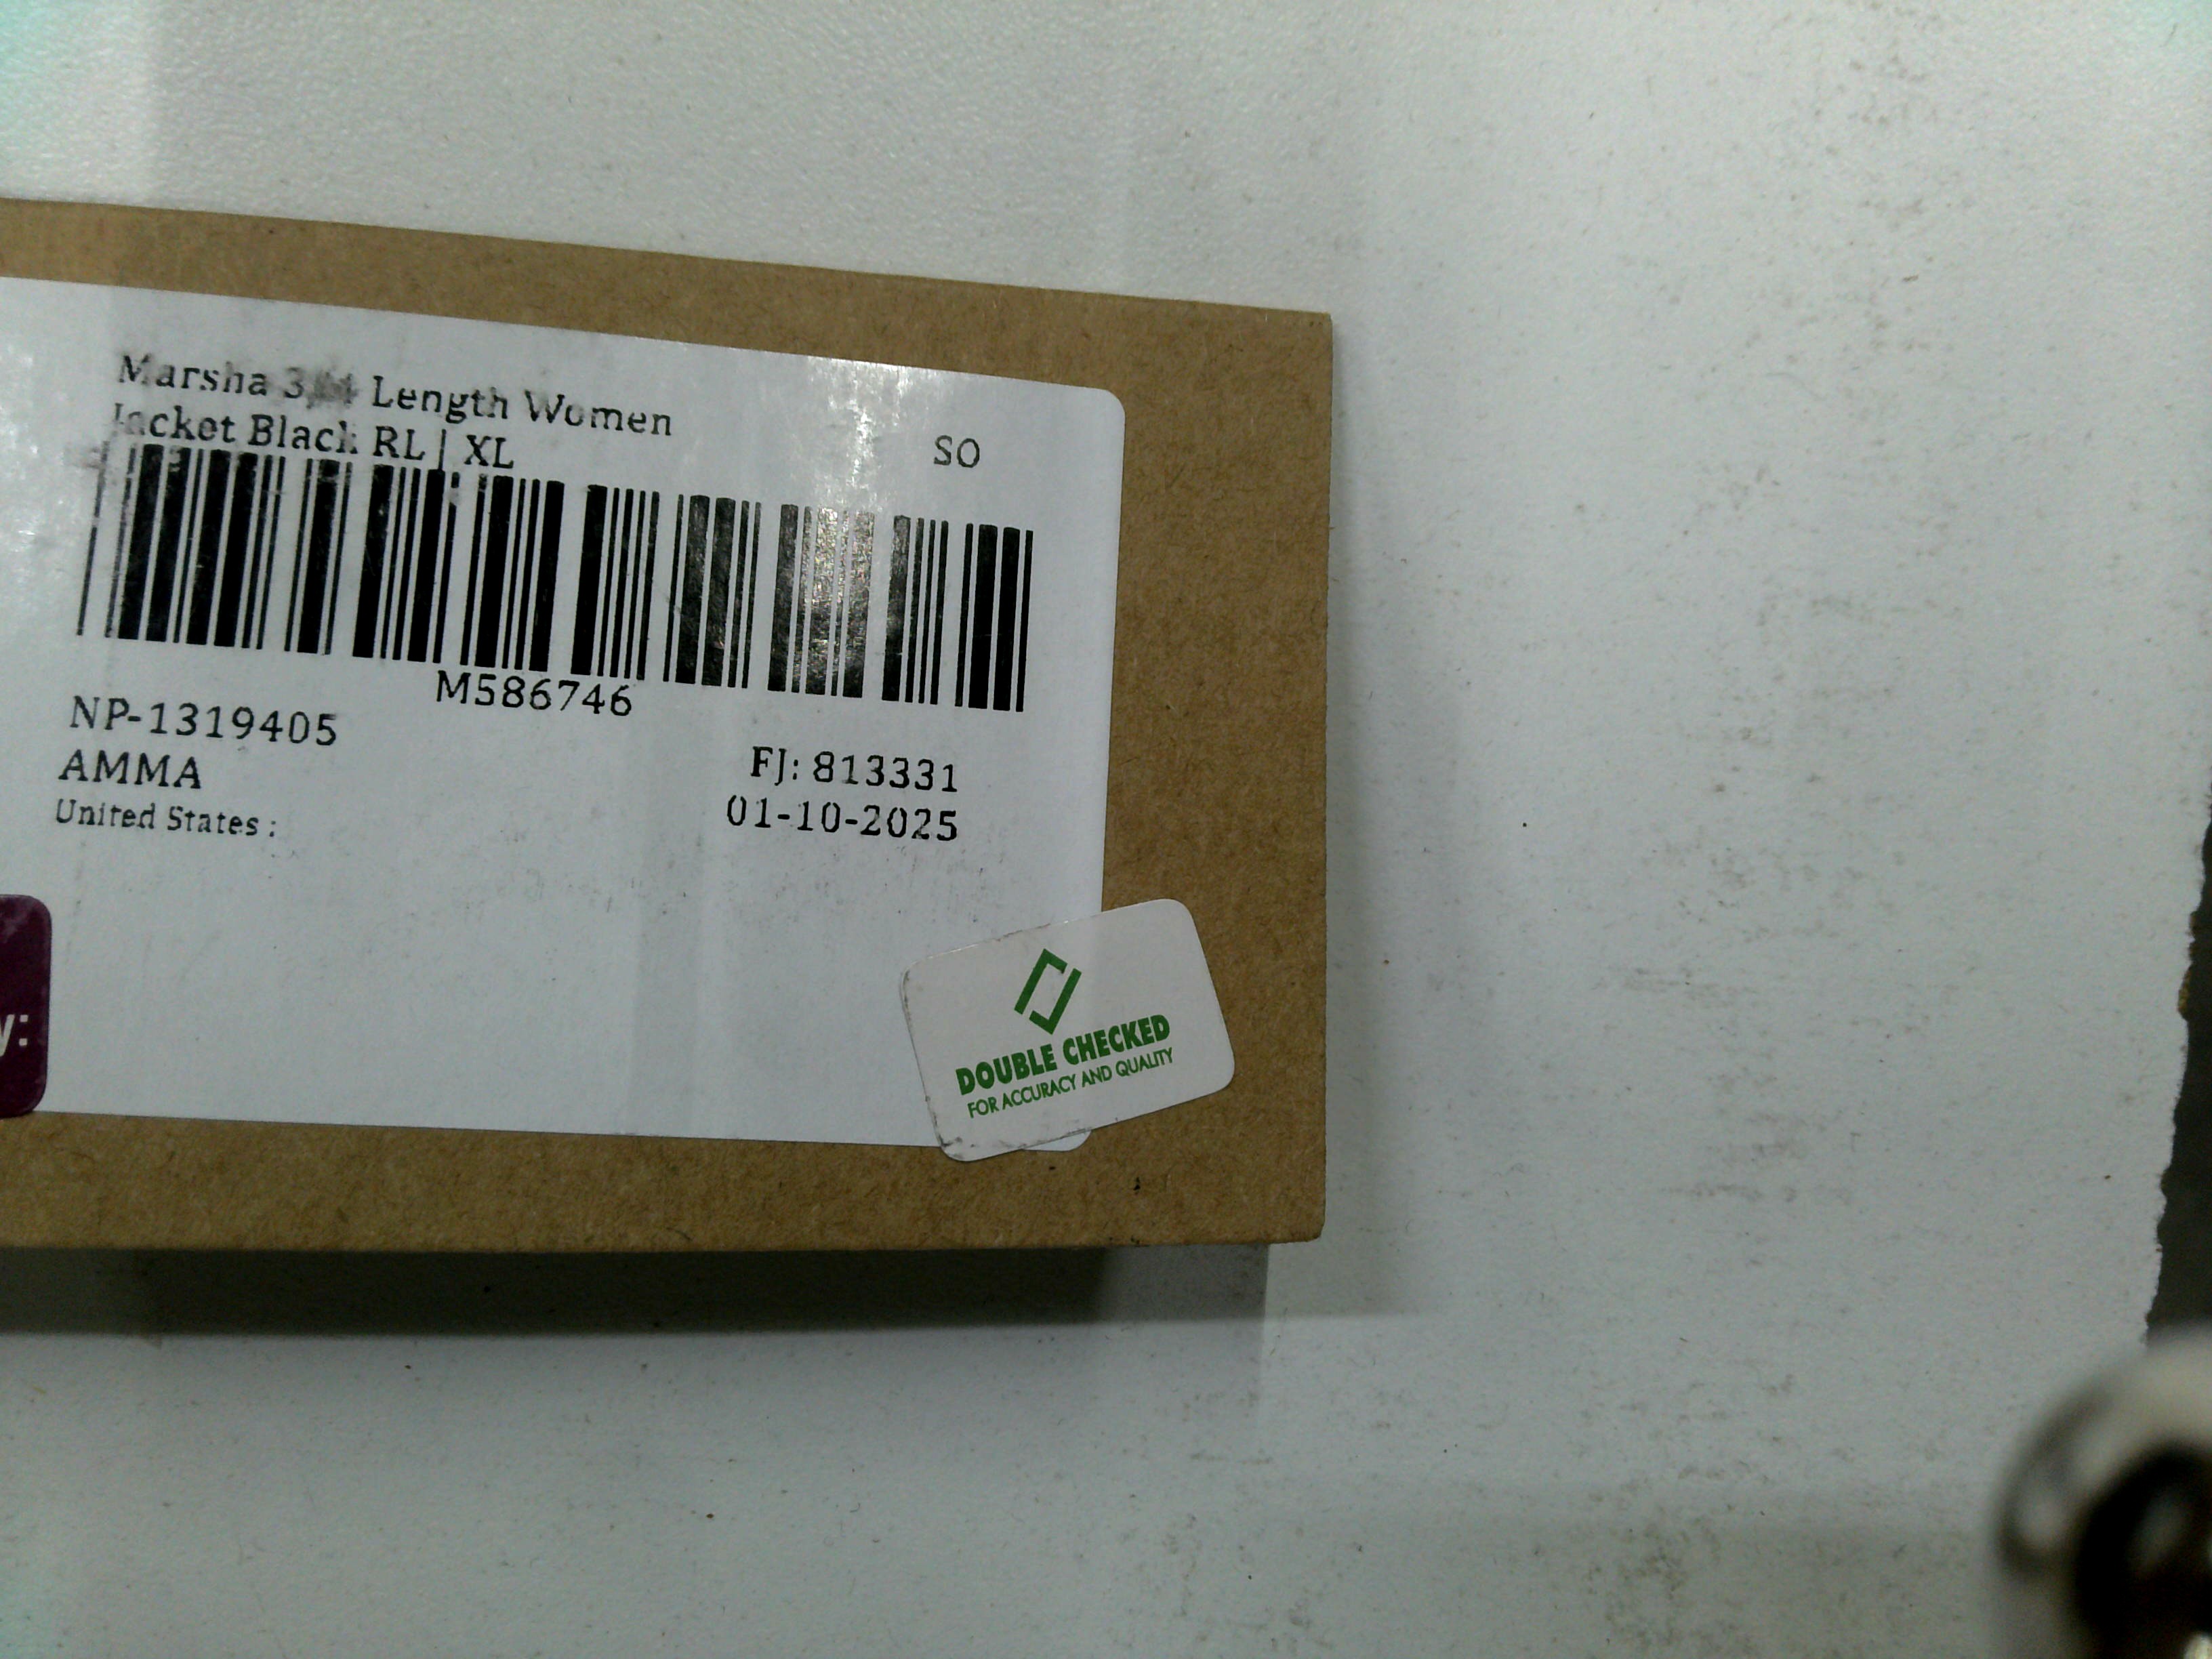 Marsha 3/4 Length Women
Jacket Black RL | XL
SO
M586746
NP-1319405
AMMA
United States :
FJ: 813331
01-10-2025
y:
DOUBLE CHECKED
FOR ACCURACY AND QUALITY